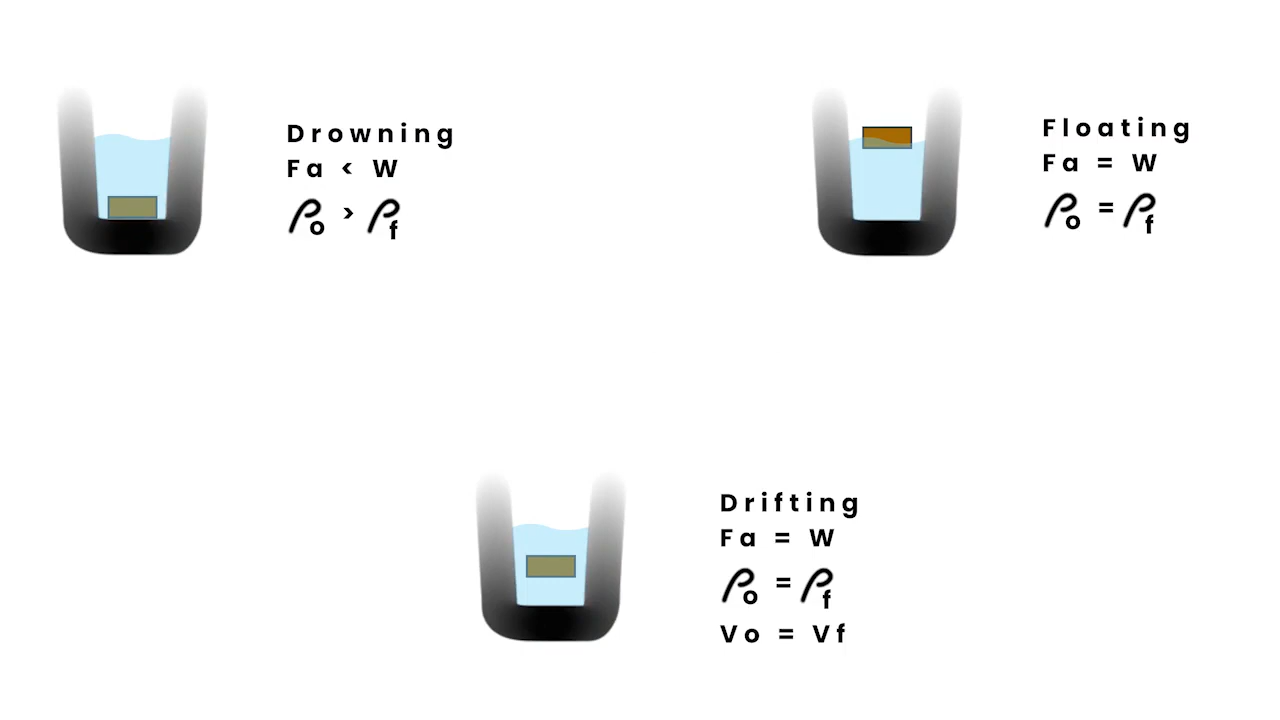 Drowning
Fa < W
ρo > ρf
Floating
Fa = W
ρo = ρf
Drifting
Fa = W
ρo = ρf
Vo = Vf